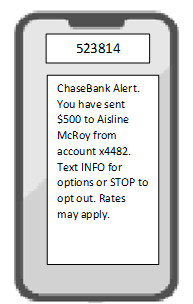 523814
ChaseBank Alert.
You have sent
$500 to Aisline
McRoy from
account x4482.
Text INFO for
options or STOP to
opt out. Rates
may apply.